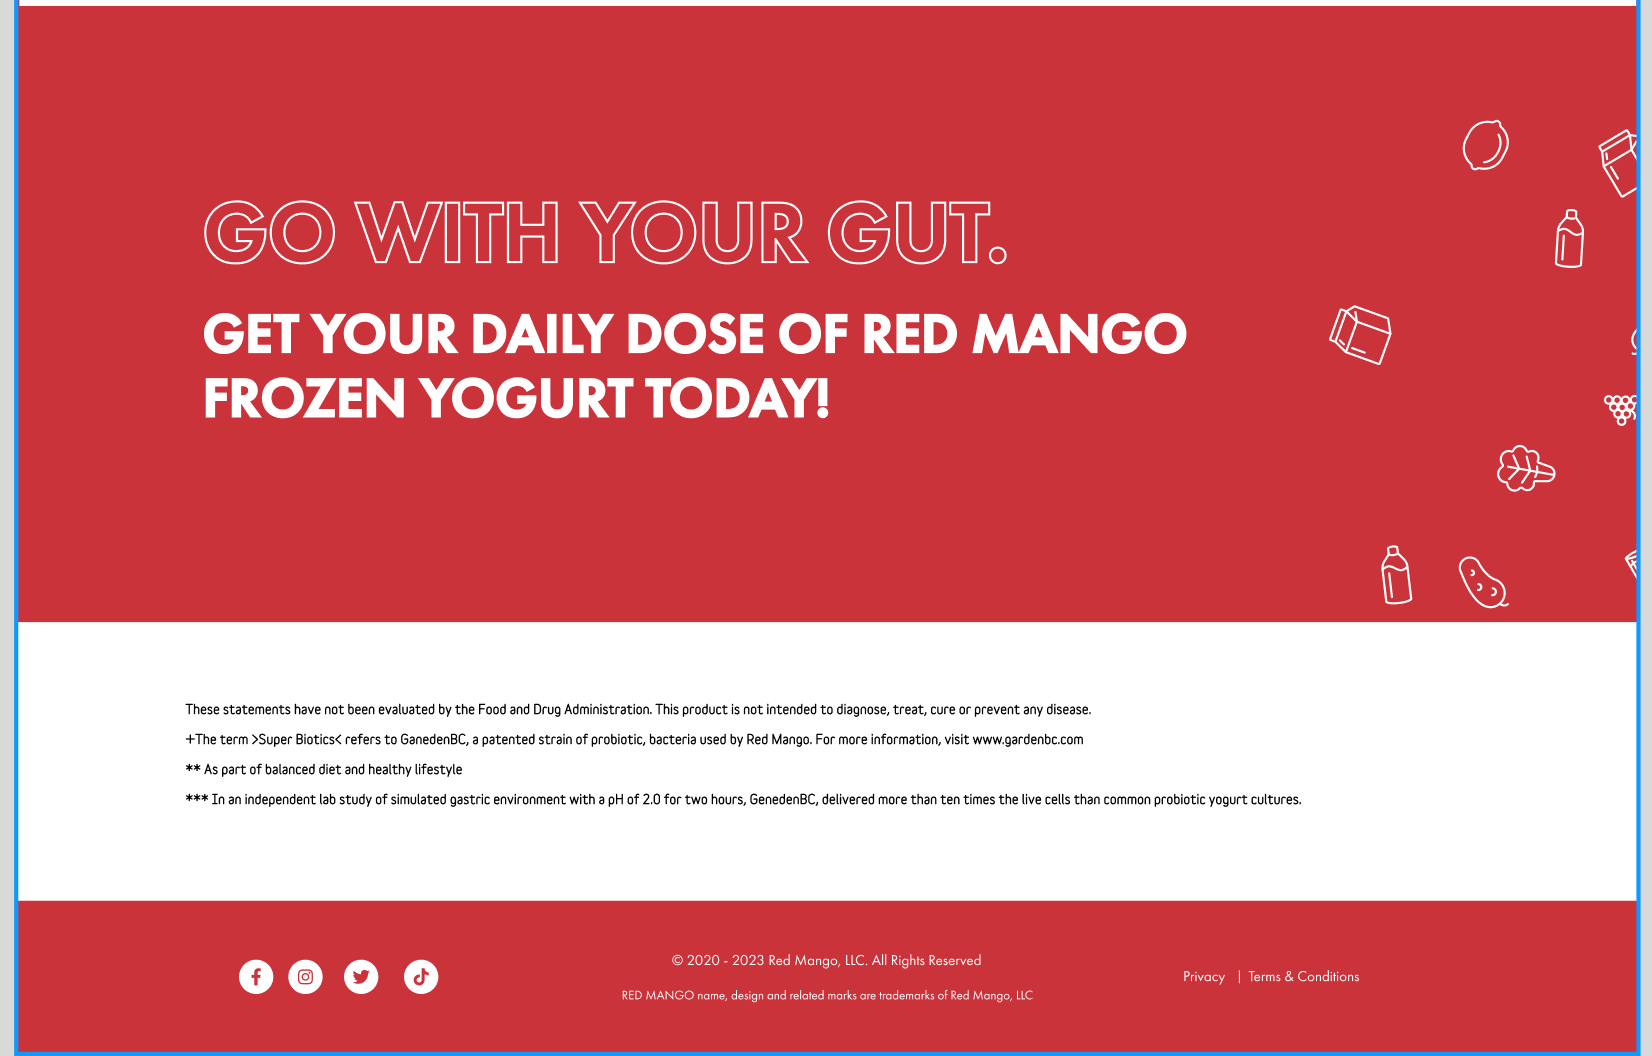 GO WITH YOUR GUT.
GET YOUR DAILY DOSE OF RED MANGO
FROZEN YOGURT TODAY!
These statements have not been evaluated by the Food and Drug Administration. This product is not intended to diagnose, treat, cure or prevent any disease.
+The term >Super Biotics< refers to GanedenBC, a patented strain of probiotic, bacteria used by Red Mango. For more information, visit www.gardenbc.com
** As part of balanced diet and healthy lifestyle
*** In an independent lab study of simulated gastric environment with a pH of 2.0 for two hours, GenedenBC, delivered more than ten times the live cells than common probiotic yogurt cultures.
© 2020 - 2023 Red Mango, LLC. All Rights Reserved
RED MANGO name, design and related marks are trademarks of Red Mango, LLC
Privacy | Terms & Conditions